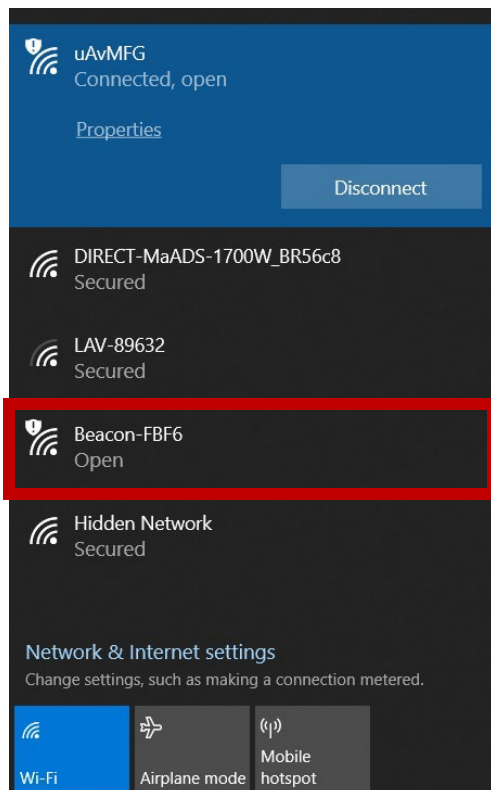 uAvMFG
Connected, open
Properties
Disconnect
DIRECT-MaADS-1700W_BR56c8
Secured
LAV-89632
Secured
Beacon-FBF6
Open
Hidden Network
Secured
Network & Internet settings
Change settings, such as making a connection metered.
Wi-Fi
Airplane mode
Mobile
hotspot